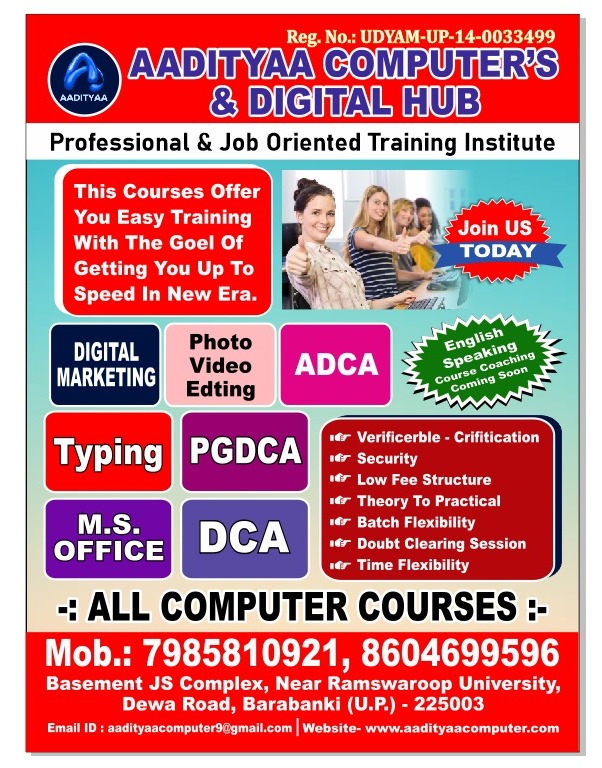 Reg. No.: UDYAM-UP-14-0033499
AADITYAA
AADITYAA COMPUTER'S
& DIGITAL HUB
Professional & Job Oriented Training Institute
This Courses Offer
You Easy Training
With The Goel Of
Getting You Up To
Speed In New Era.
Join US
TODAY
DIGITAL
MARKETING
Photo
Video
Edting
ADCA
English
Speaking
Course Coaching
Coming Soon
Typing
PGDCA
M.S.
OFFICE
DCA
Verificerble - Crifitication
Security
Low Fee Structure
Theory To Practical
Batch Flexibility
Doubt Clearing Session
Time Flexibility
-: ALL COMPUTER COURSES :-
Mob.: 7985810921, 8604699596
Basement JS Complex, Near Ramswaroop University,
Dewa Road, Barabanki (U.P.) - 225003
Email ID : aadityaacomputer9@gmail.com | Website- www.aadityaacomputer.com